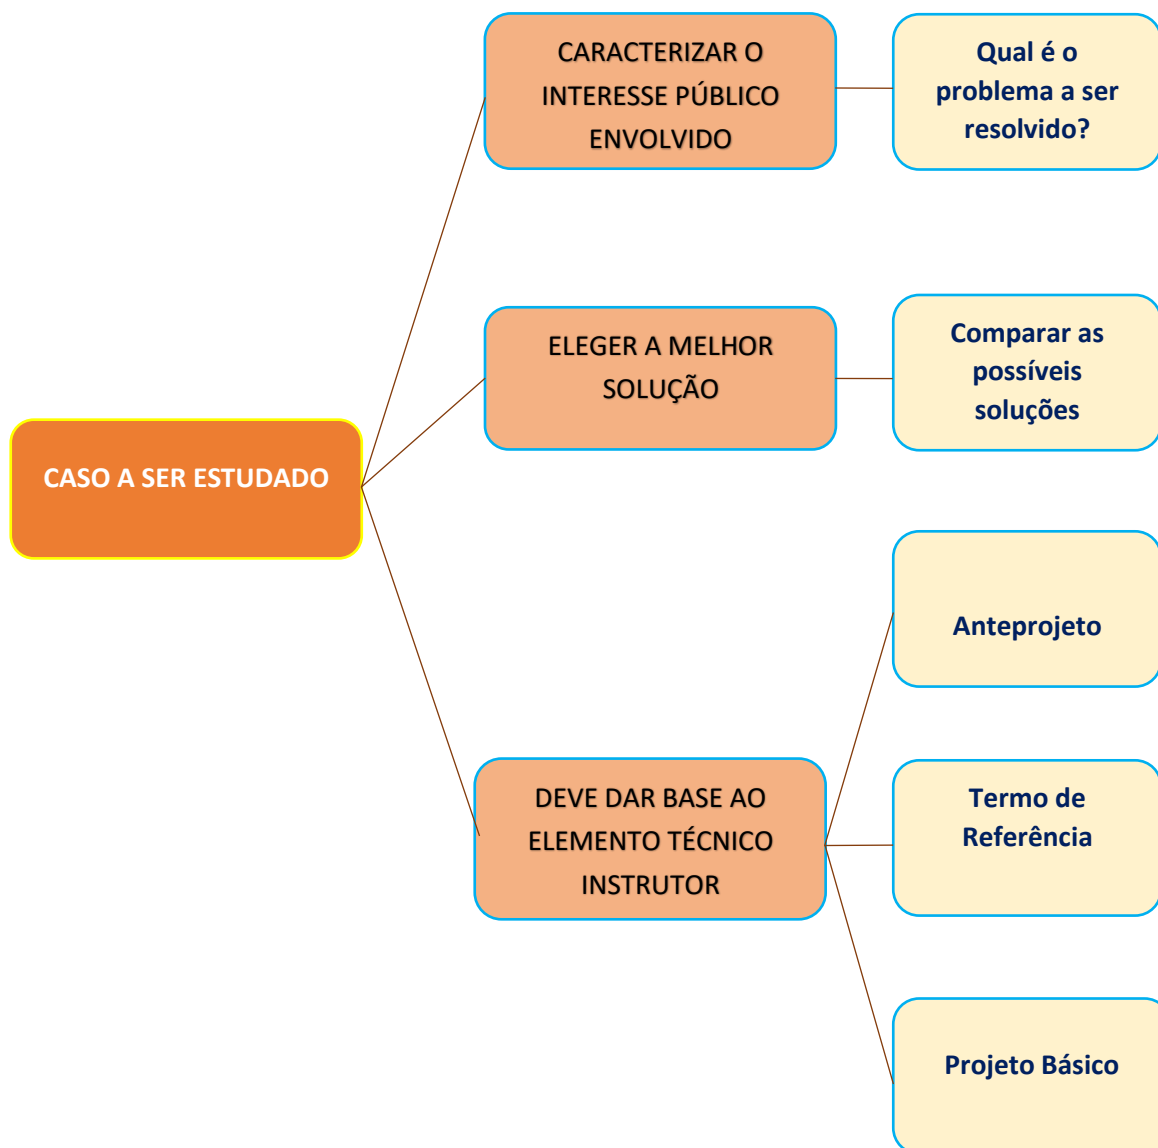 CARACTERIZAR O
INTERESSE PÚBLICO
ENVOLVIDO
Qual é o
problema a ser
resolvido?
ELEGER A MELHOR
SOLUÇÃO
Comparar as
possíveis
soluções
CASO A SER ESTUDADO
DEVE DAR BASE AO
ELEMENTO TÉCNICO
INSTRUTOR
Anteprojeto
Termo de
Referência
Projeto Básico